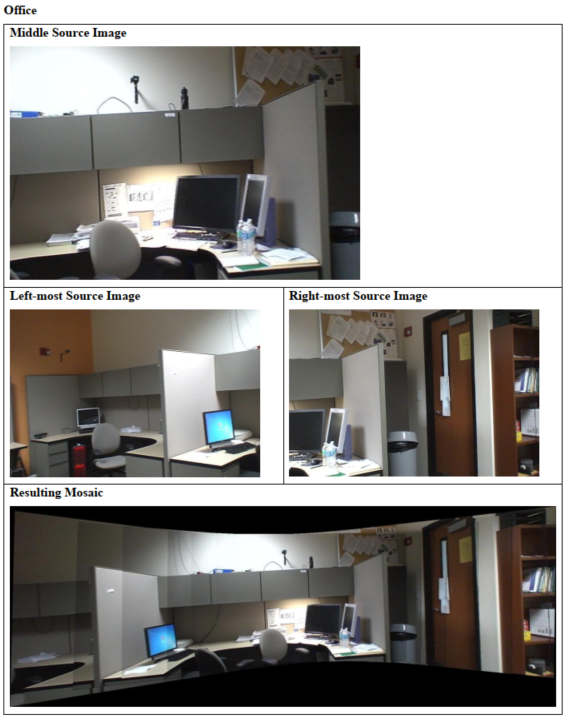 Office
Middle Source Image
Left-most Source Image
Right-most Source Image
Resulting Mosaic